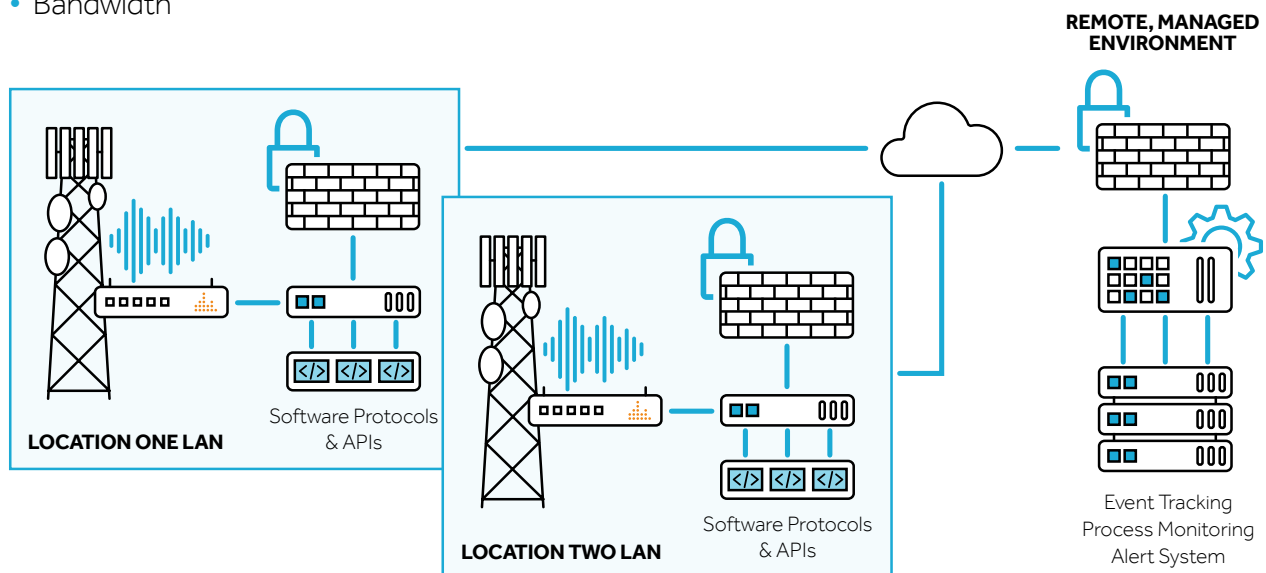 • Bandwidth
REMOTE, MANAGED
ENVIRONMENT
</> </> </>
Software Protocols
& APIs
LOCATION ONE LAN
</> </> </>
Software Protocols
& APIs
LOCATION TWO LAN
Event Tracking
Process Monitoring
Alert System